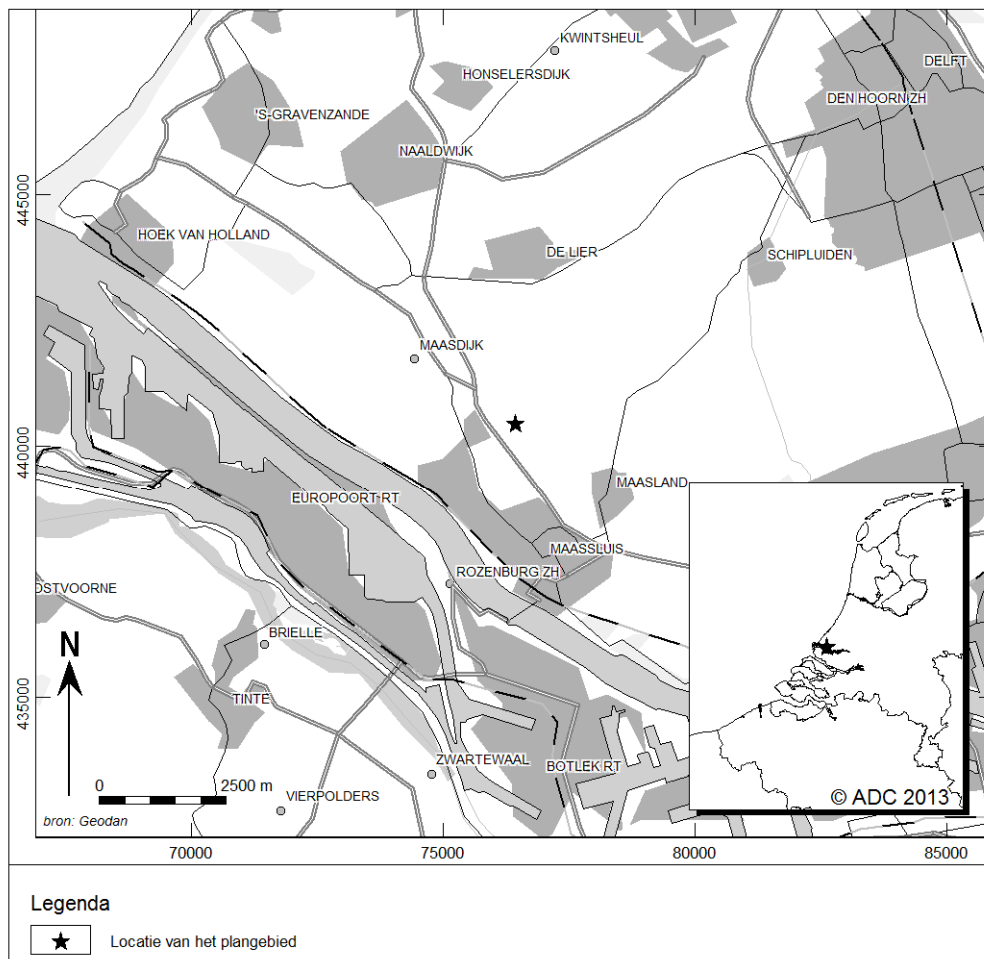 KWINTSHEUL
HONSELERSDIJK
DELFT
DEN HOORN ZH
'S-GRAVENZANDE
NAALDWIJK
445000
HOEK VAN HOLLAND
DE LIER
SCHIPLUIDEN
MAASDIJK
440000
MAASLAND
EUROPOORT RT
MAASSLUIS
ROZENBURG ZH
OSTVOORNE
BRIELLE
N
TINTE
435000
ZWARTEWAAL
BOTLEK RT
0 2500 m
VIERPOLDERS
© ADC 2013
bron: Geodan
70000 75000 80000 85000
Legenda
Locatie van het plangebied